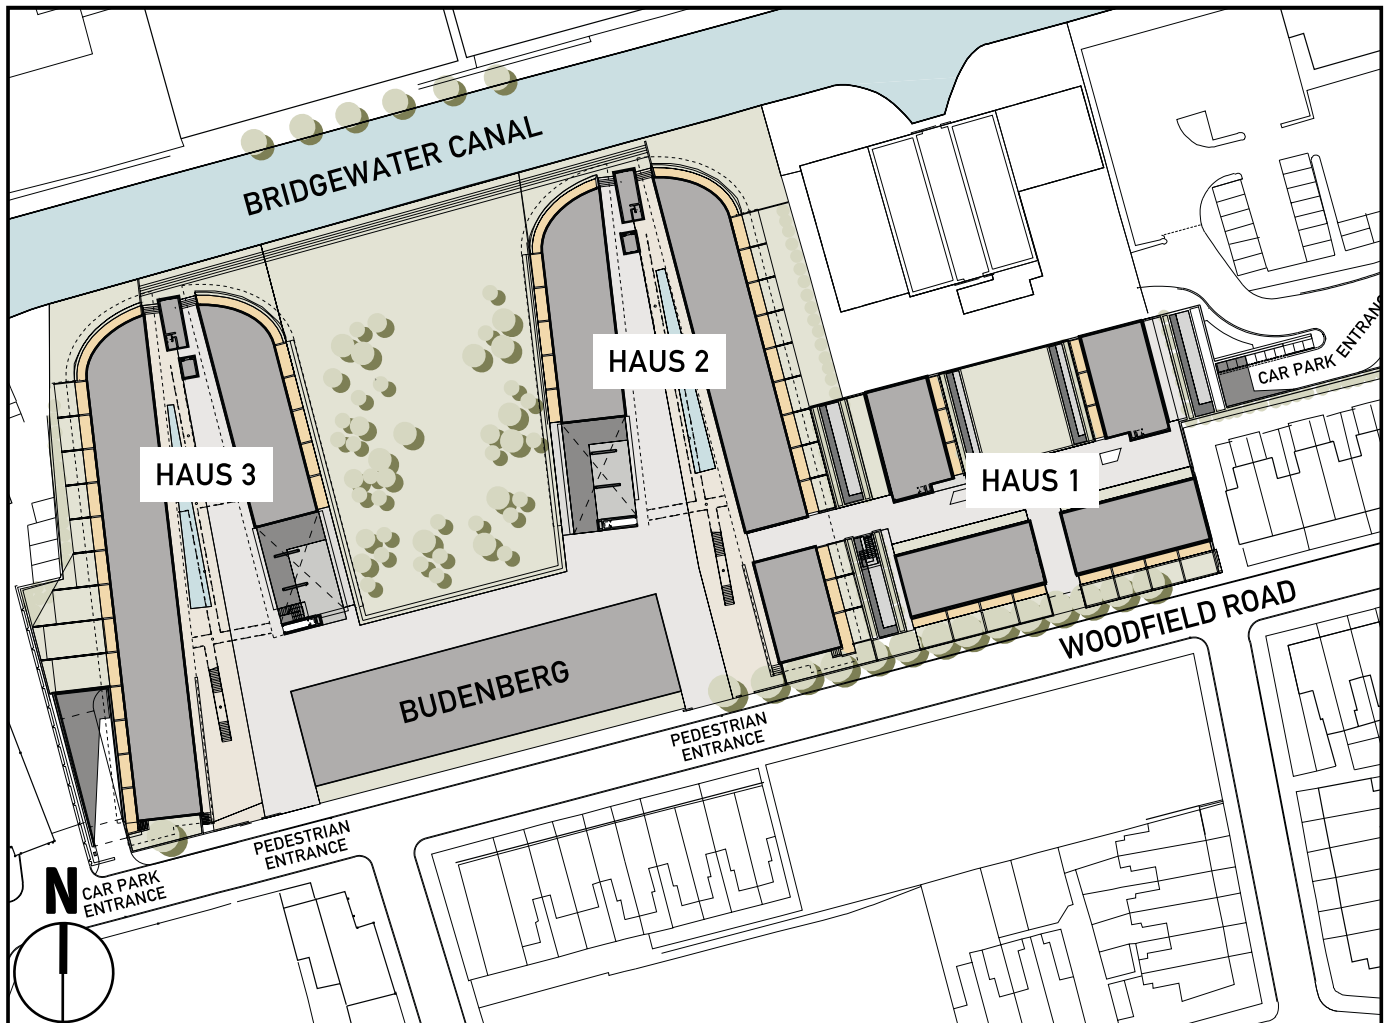 BRIDGEWATER CANAL
HAUS 2
CAR PARK ENTRANC
HAUS 3
HAUS 1
WOODFIELD ROAD
BUDENBERG
PEDESTRIAN
ENTRANCE
PEDESTRIAN
ENTRANCE
N
CAR PARK
ENTRANCE